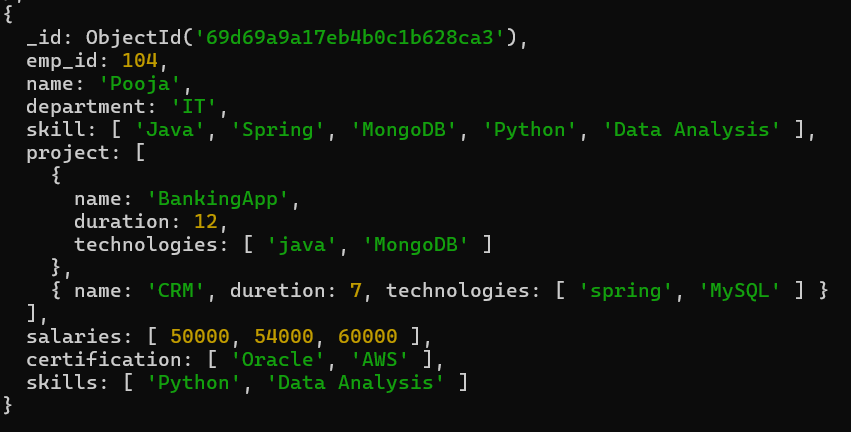 {
  _id: ObjectId('69d69a9a17eb4b0c1b628ca3'),
  emp_id: 104,
  name: 'Pooja',
  department: 'IT',
  skill: [ 'Java', 'Spring', 'MongoDB', 'Python', 'Data Analysis' ],
  project: [
    {
      name: 'BankingApp',
      duration: 12,
      technologies: [ 'java', 'MongoDB' ]
    },
    { name: 'CRM', duretion: 7, technologies: [ 'spring', 'MySQL' ] }
  ],
  salaries: [ 50000, 54000, 60000 ],
  certification: [ 'Oracle', 'AWS' ],
  skills: [ 'Python', 'Data Analysis' ]
}